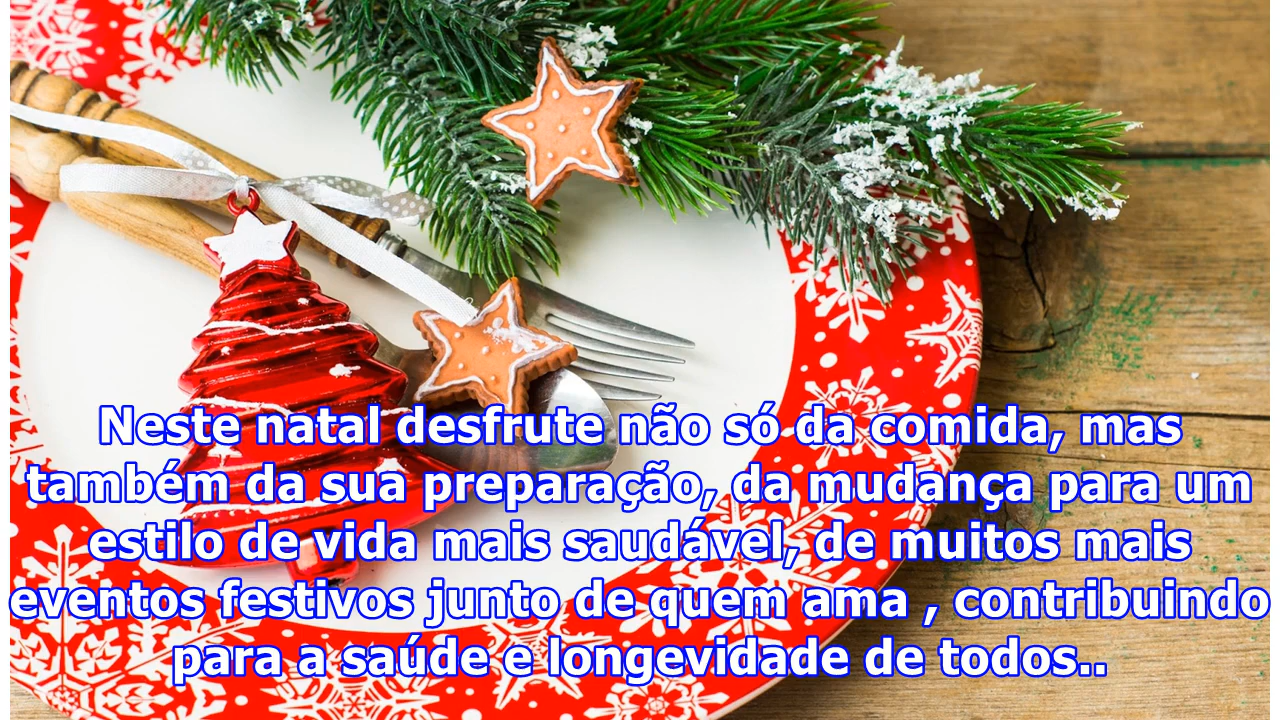 Neste natal desfrute não só da comida, mas
também da sua preparação, da mudança para um
estilo de vida mais saudável, de muitos mais
eventos festivos junto de quem ama , contribuindo
para a saúde e longevidade de todos..